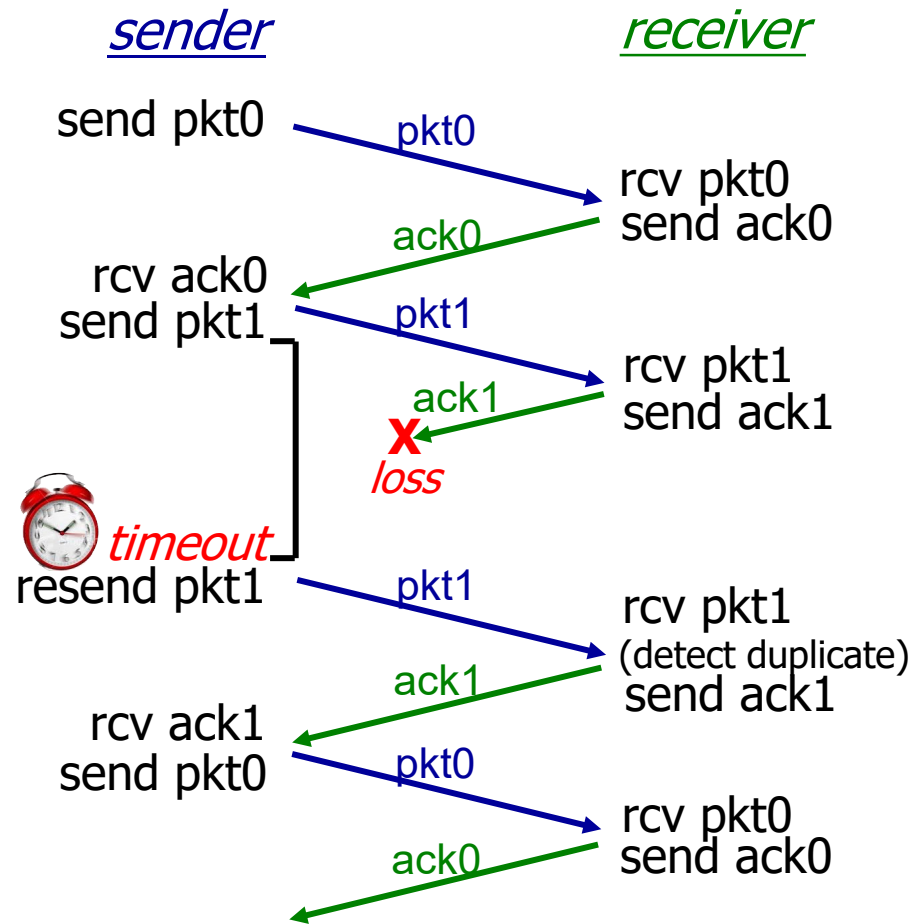 sender
receiver
send pkt0
pkt0
rcv pkt0
send ack0
ack0
rcv ack0
send pkt1
pkt1
rcv pkt1
send ack1
ack1
X
loss
timeout
resend pkt1
pkt1
rcv pkt1
(detect duplicate)
send ack1
ack1
rcv ack1
send pkt0
pkt0
rcv pkt0
send ack0
ack0